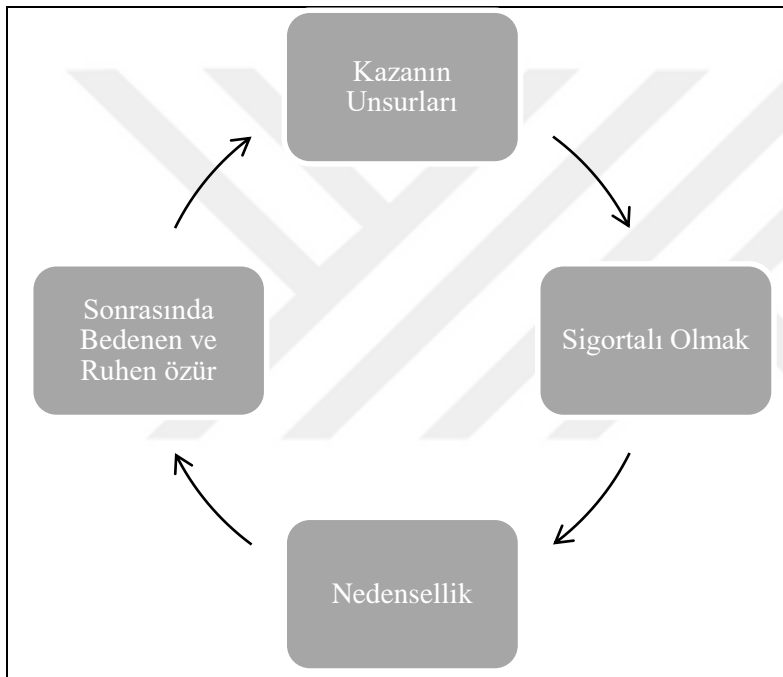 Kazanın
Unsurları
Sigortalı Olmak
Nedensellik
Sonrasında
Bedenen ve
Ruhen özür